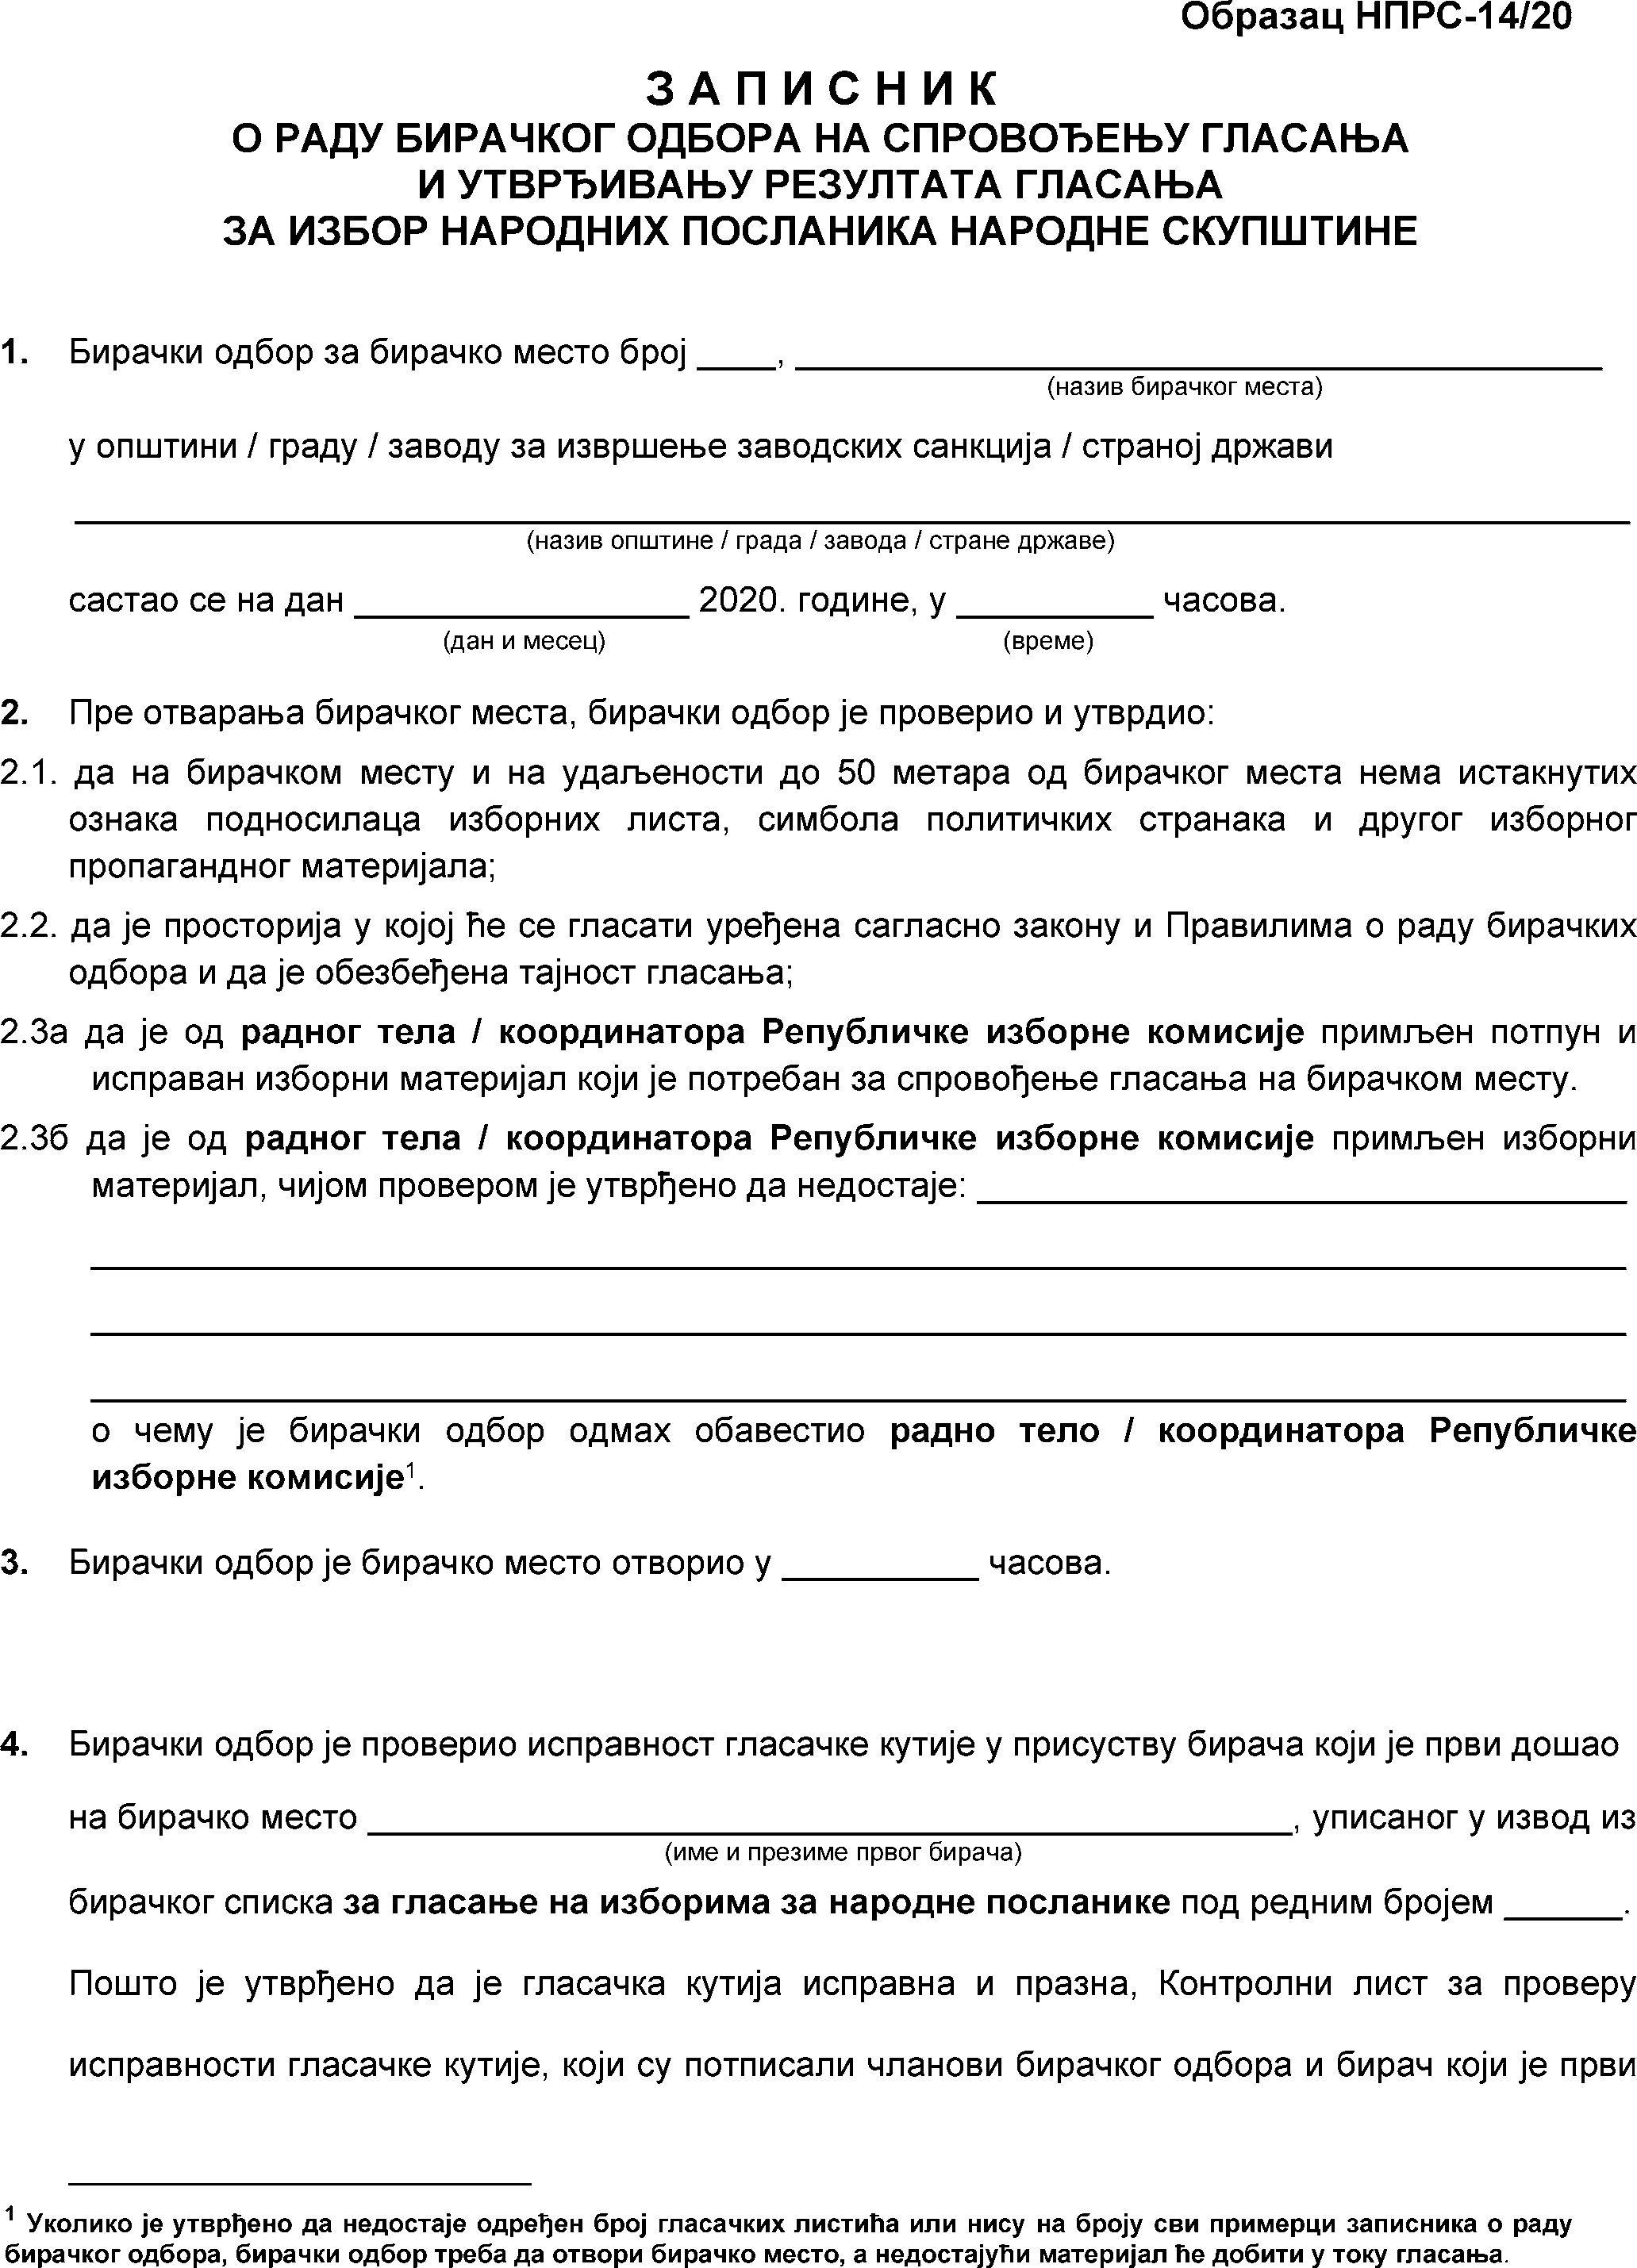 Образац НПРС-14/20
З А П И С Н И К
О РАДУ БИРАЧКОГ ОДБОРА НА СПРОВОЂЕЊУ ГЛАСАЊА
И УТВРЂИВАЊУ РЕЗУЛТАТА ГЛАСАЊА
ЗА ИЗБОР НАРОДНИХ ПОСЛАНИКА НАРОДНЕ СКУПШТИНЕ
1. Бирачки одбор за бирачко место број ____, ____________________
(назив бирачког места)
у општини / граду / заводу за извршење заводских санкција / страној држави
____________________
(назив општине / града / завода / стране државе)
састао се на дан _________________ 2020. године, у __________ часова.
(дан и месец) (време)
2. Пре отварања бирачког места, бирачки одбор је проверио и утврдио:
2.1. да на бирачком месту и на удаљености до 50 метара од бирачког места нема истакнутих
ознака подносилаца изборних листа, симбола политичких странака и другог изборног
пропагандног материјала;
2.2. да је просторија у којој ће се гласати уређена сагласно закону и Правилима о раду бирачких
одбора и да је обезбеђена тајност гласања;
2.3а да је од радног тела / координатора Републичке изборне комисије примљен потпун и
исправан изборни материјал који је потребан за спровођење гласања на бирачком месту.
2.3б да је од радног тела / координатора Републичке изборне комисије примљен изборни
материјал, чијом провером је утврђено да недостаје: ____________________
____________________
____________________
____________________
о чему је бирачки одбор одмах обавестио радно тело / координатора Републичке
изборне комисије¹.
3. Бирачки одбор је бирачко место отворио у __________ часова.
4. Бирачки одбор је проверио исправност гласачке кутије у присуству бирача који је први дошао
на бирачко место ____________________, уписаног у извод из
(име и презиме првог бирача)
бирачког списка за гласање на изборима за народне посланике под редним бројем ______.
Пошто је утврђено да је гласачка кутија исправна и празна, Контролни лист за проверу
исправности гласачке кутије, који су потписали чланови бирачког одбора и бирач који је први
¹ Уколико је утврђено да недостаје одређен број гласачких листића или нису на броју сви примерци записника о раду
бирачког одбора, бирачки одбор треба да отвори бирачко место, а недостајући материјал ће добити у току гласања.